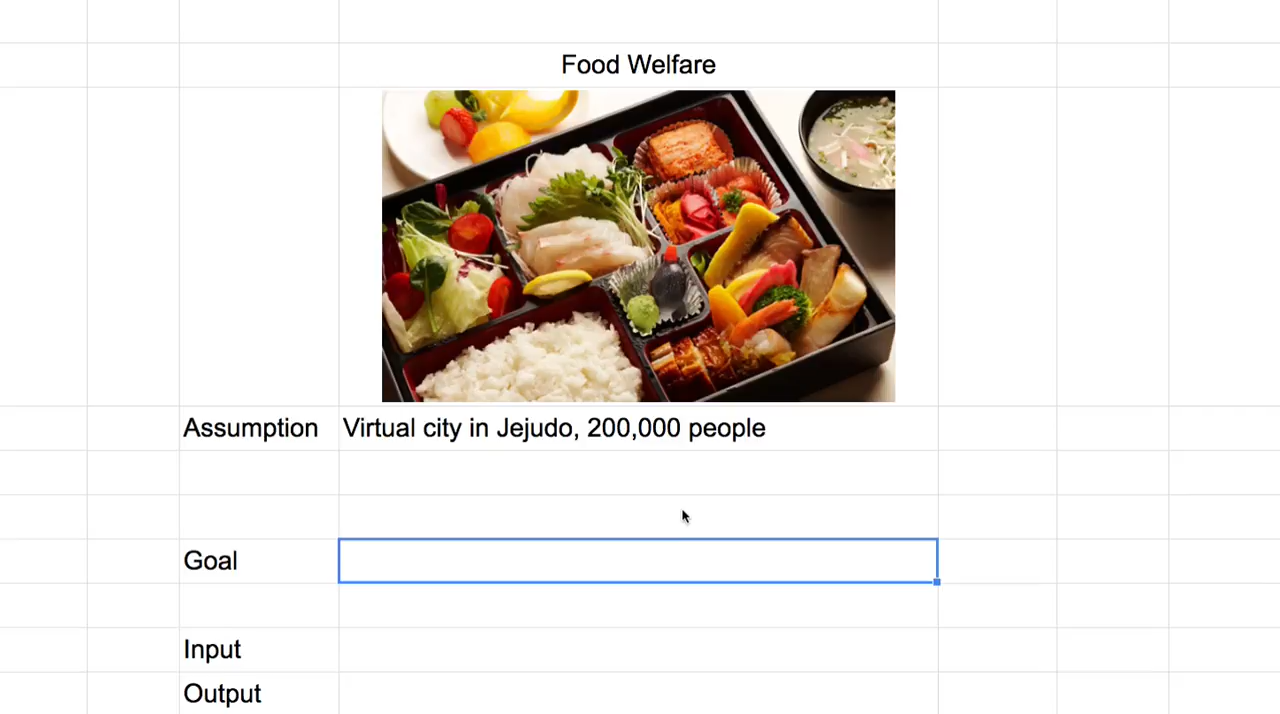 Food Welfare
Assumption Virtual city in Jejudo, 200,000 people
Goal
Input
Output